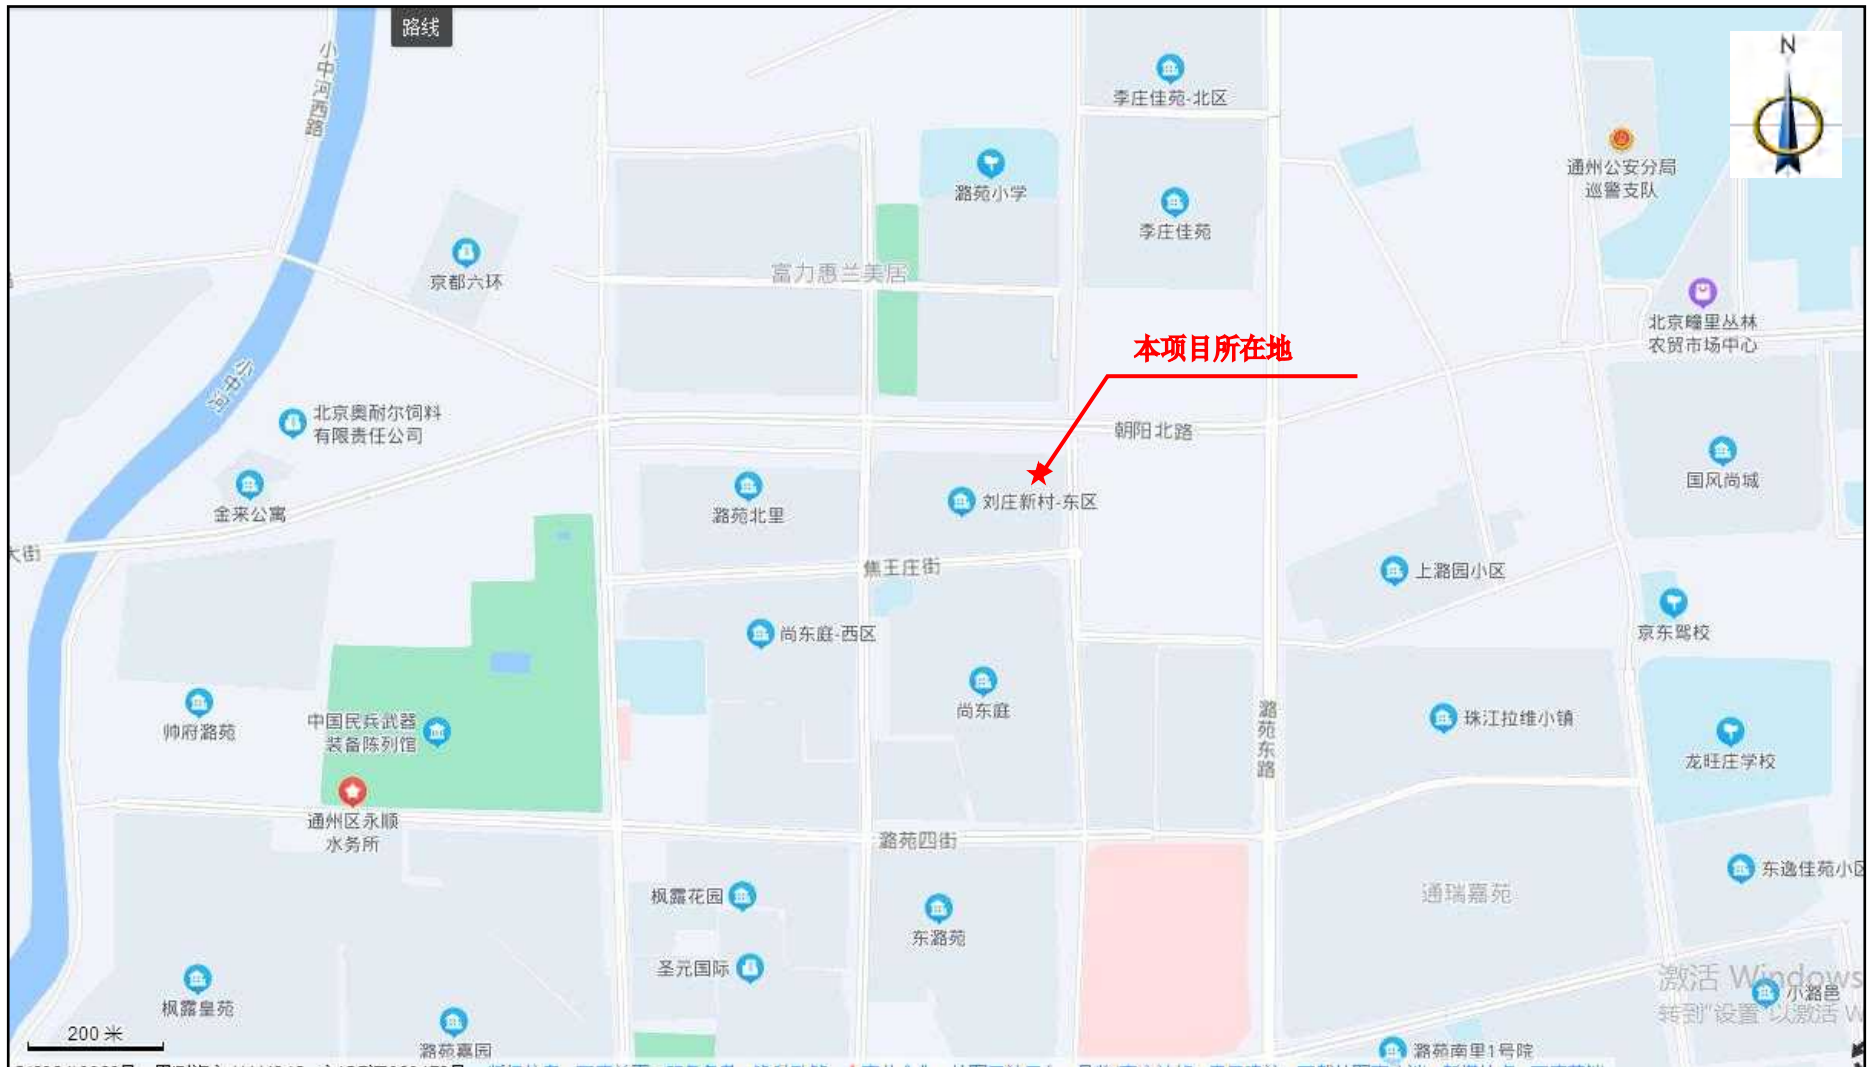 路线
小中河西路
N
李庄佳苑-北区
通州公安分局
巡警支队
潞苑小学
李庄佳苑
京都六环
富力惠兰美居
北京疃里丛林
农贸市场中心
本项目所在地
小中河
北京奥耐尔饲料
有限责任公司
朝阳北路
国风尚城
金来公寓
潞苑北里
刘庄新村-东区
大街
焦王庄街
上潞园小区
尚东庭-西区
京东驾校
尚东庭
帅府潞苑
中国民兵武器
装备陈列馆
潞苑东路
珠江拉维小镇
龙旺庄学校
通州区永顺
水务所
潞苑四街
东逸佳苑小区
枫露花园
通瑞嘉苑
东潞苑
圣元国际
激活 Windows
小潞邑
转到"设置"以激活 W
枫露皇苑
200 米
潞苑嘉园
潞苑南里1号院